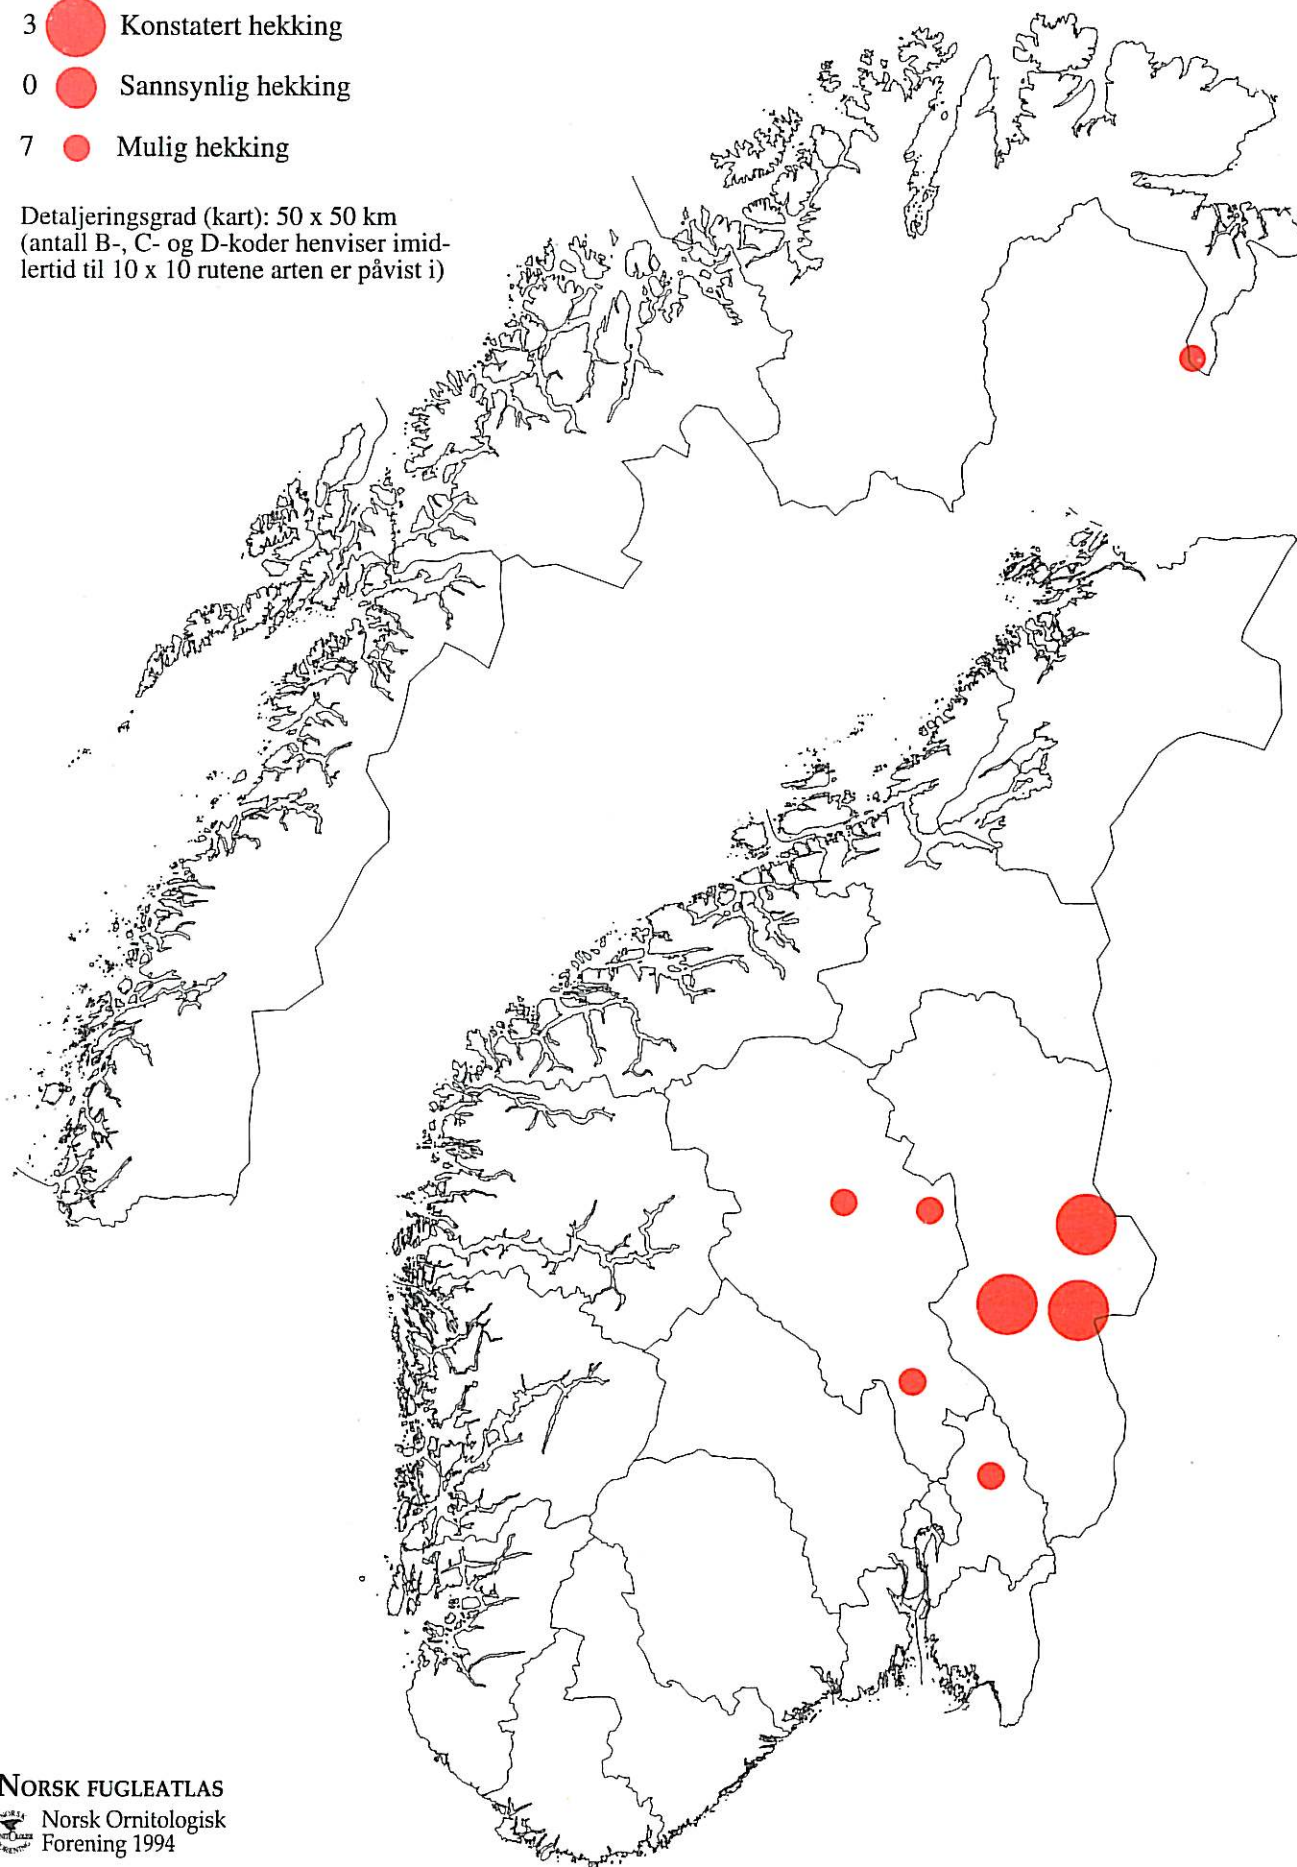 3 Konstatert hekking
0 Sannsynlig hekking
7 Mulig hekking
Detaljeringsgrad (kart): 50 x 50 km
(antall B-, C- og D-koder henviser imid-
lertid til 10 x 10 rutene arten er påvist i)
NORSK FUGLEATLAS
Norsk Ornitologisk
Forening 1994